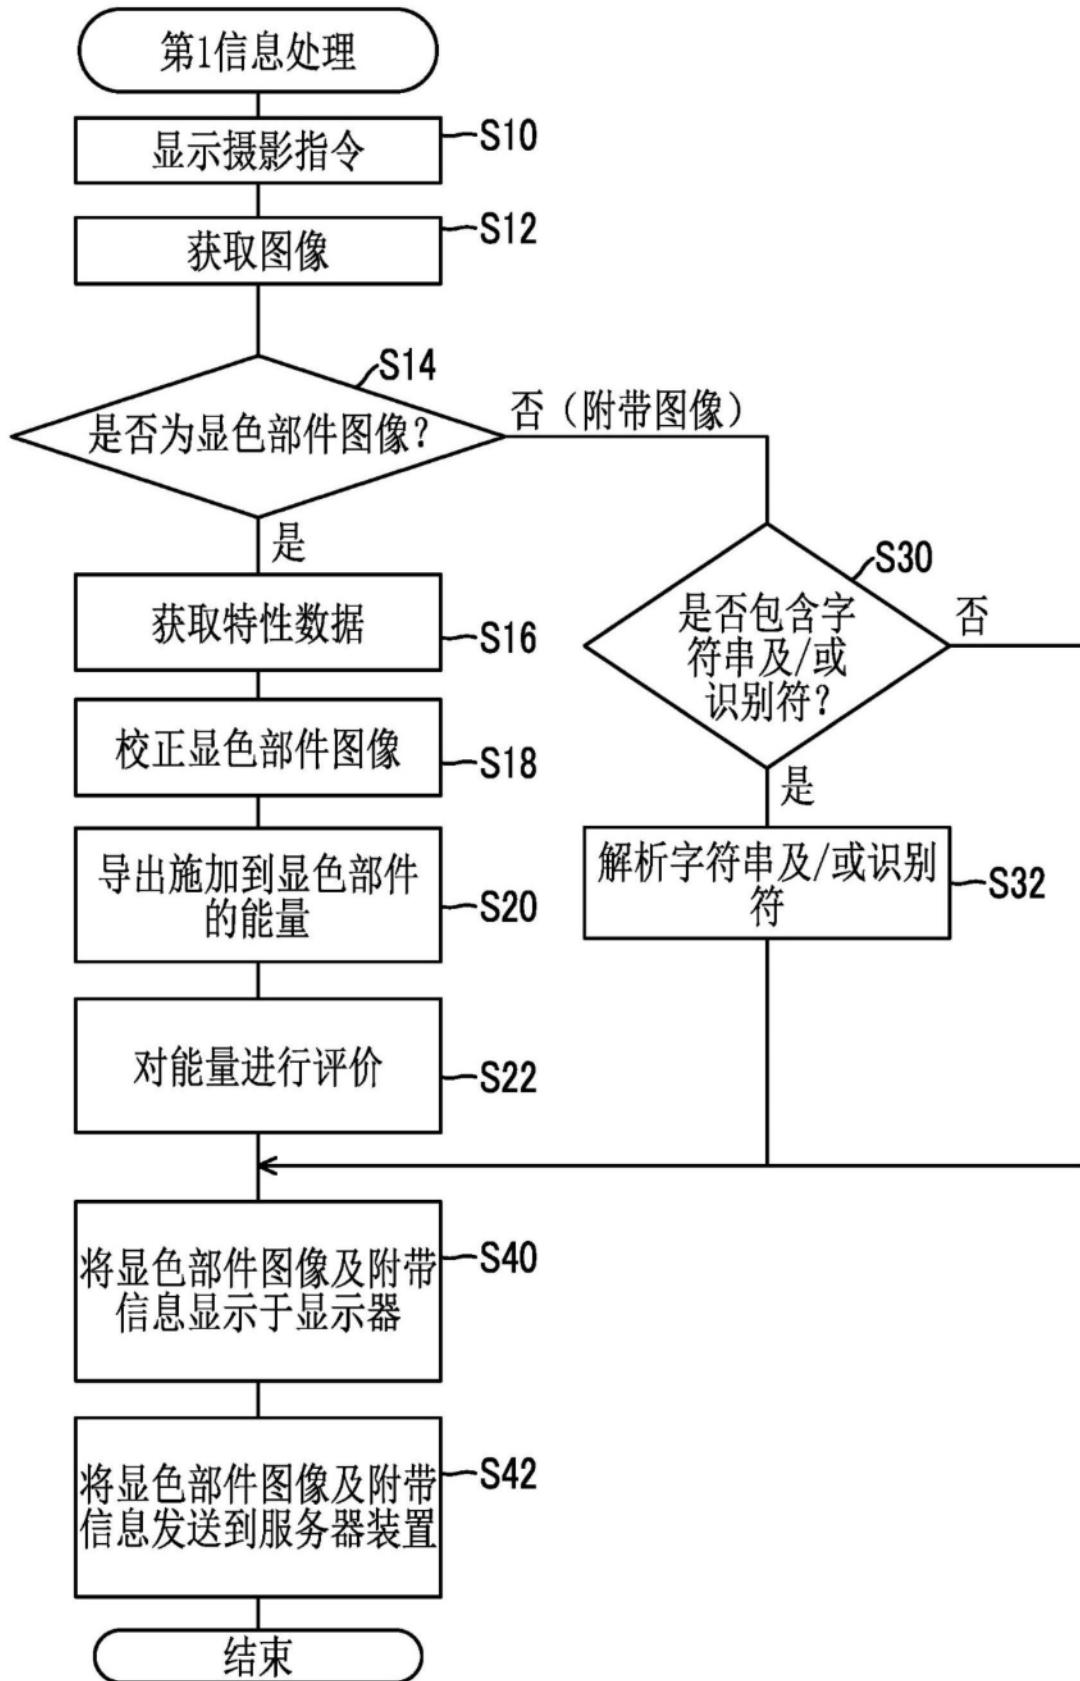 第1信息处理
显示摄影指令
S10
获取图像
S12
S14
是否为显色部件图像?
否(附带图像)
是
获取特性数据
S16
校正显色部件图像
S18
导出施加到显色部件
的能量
S20
对能量进行评价
S22
S30
是否包含字
符串及/或
识别符?
否
是
解析字符串及/或识别
符
S32
将显色部件图像及附带
信息显示于显示器
S40
将显色部件图像及附带
信息发送到服务器装置
S42
结束